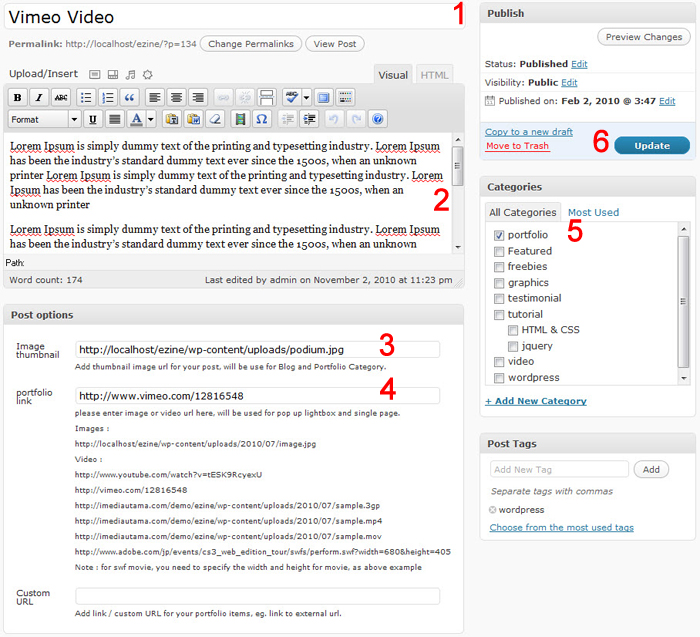 Vimeo Video 1
Permalink: http://localhost/ezine/?p=134 Change Permalinks View Post
Upload/Insert Visual HTML
B I ABC ABC
Format U A Ω
Lorem Ipsum is simply dummy text of the printing and typesetting industry. Lorem Ipsum
has been the industry's standard dummy text ever since the 1500s, when an unknown
printer Lorem Ipsum is simply dummy text of the printing and typesetting industry. Lorem
Ipsum has been the industry's standard dummy text ever since the 1500s, when an
unknown printer
2
Lorem Ipsum is simply dummy text of the printing and typesetting industry. Lorem Ipsum
has been the industry's standard dummy text ever since the 1500s, when an unknown
Path:
Word count: 174 Last edited by admin on November 2, 2010 at 11:23 pm
Post options
Image
thumbnail
http://localhost/ezine/wp-content/uploads/podium.jpg 3
Add thumbnail image url for your post, will be use for Blog and Portfolio Category.
portfolio
link
http://www.vimeo.com/12816548 4
please enter image or video url here, will be used for pop up lightbox and single page.
Images :
http://localhost/ezine/wp-content/uploads/2010/07/image.jpg
Video :
http://www.youtube.com/watch?v=tESK9RcyexU
http://vimeo.com/12816548
http://imediautama.com/demo/ezine/wp-content/uploads/2010/07/sample.3gp
http://imediautama.com/demo/ezine/wp-content/uploads/2010/07/sample.mp4
http://imediautama.com/demo/ezine/wp-content/uploads/2010/07/sample.mov
http://www.adobe.com/jp/events/cs3_web_edition_tour/swfs/perform.swf?width=680&height=405
Note : for swf movie, you need to specify the width and height for movie, as above example
Custom
URL
Add link / custom URL for your portfolio items, eg. link to external url.
Publish
Preview Changes
Status: Published Edit
Visibility: Public Edit
Published on: Feb 2, 2010 @ 3:47 Edit
Copy to a new draft
Move to Trash
6 Update
Categories
All Categories Most Used
5
portfolio
Featured
freebies
graphics
testimonial
tutorial
HTML & CSS
jquery
video
wordpress
+ Add New Category
Post Tags
Add New Tag Add
Separate tags with commas
wordpress
Choose from the most used tags